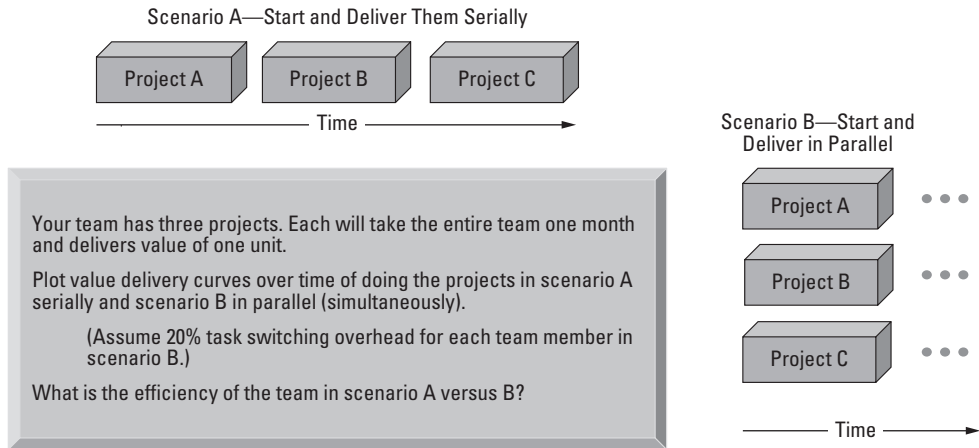 Scenario A—Start and Deliver Them Serially
Project A
Project B
Project C
Time
Scenario B—Start and
Deliver in Parallel
Project A
Project B
Project C
Time
Your team has three projects. Each will take the entire team one month
and delivers value of one unit.
Plot value delivery curves over time of doing the projects in scenario A
serially and scenario B in parallel (simultaneously).
(Assume 20% task switching overhead for each team member in
scenario B.)
What is the efficiency of the team in scenario A versus B?